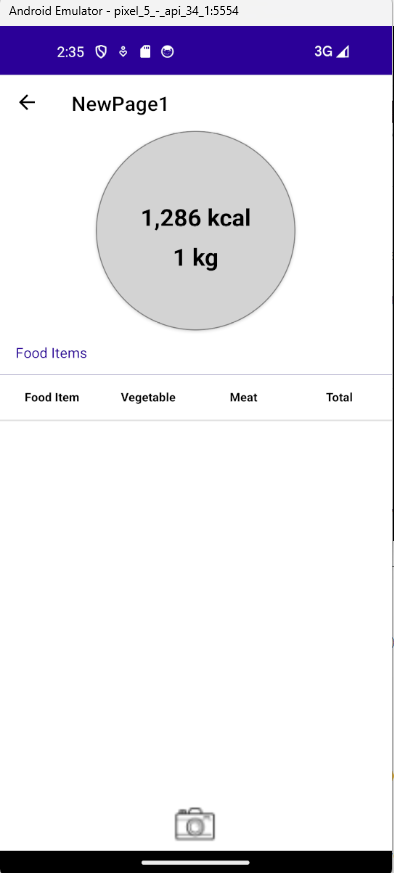 Android Emulator - pixel_5_-_api_34_1:5554
2:35 3G
NewPage1
1,286 kcal
1 kg
Food Items
Food Item Vegetable Meat Total